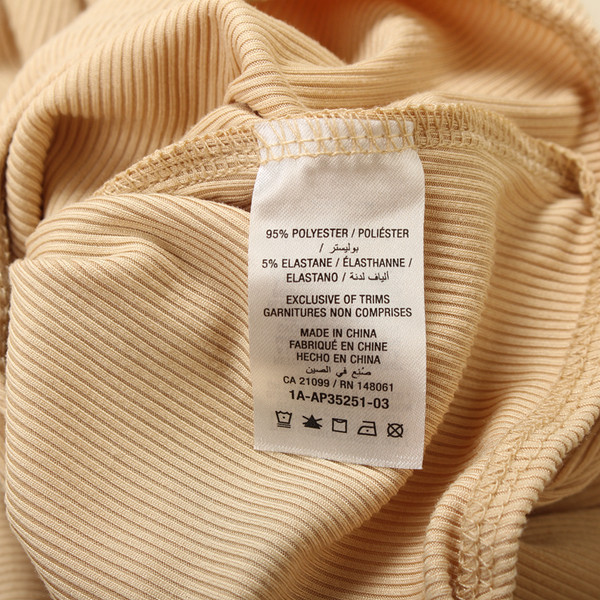 95% POLYESTER / POLIÉSTER
/ بوليستر
5% ELASTANE / ÉLASTHANNE /
ELASTANO / ألياف لدنة
EXCLUSIVE OF TRIMS
GARNITURES NON COMPRISES
MADE IN CHINA
FABRIQUÉ EN CHINE
HECHO EN CHINA
صُنع في الصين
CA 21099 / RN 148061
1A-AP35251-03